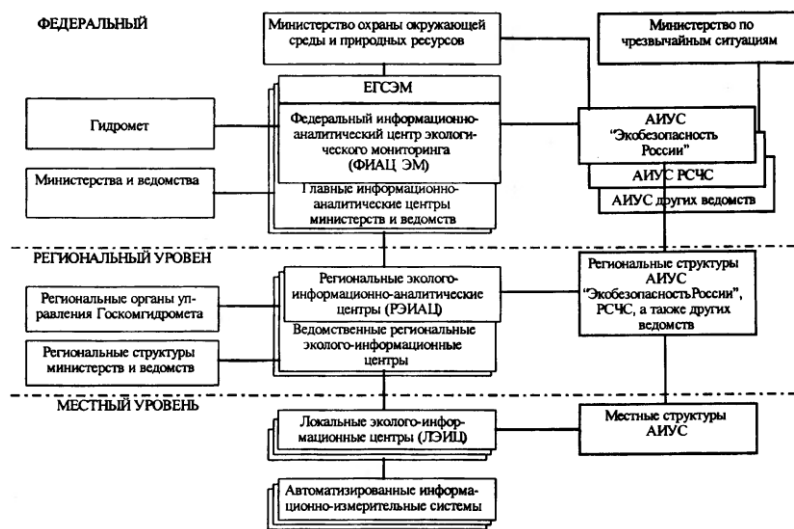 ФЕДЕРАЛЬНЫЙ
Министерство охраны окружающей
среды и природных ресурсов
Министерство по
чрезвычайным ситуациям
ЕГСЭМ
Гидромет
Федеральный информационно-
аналитический центр экологи-
ческого мониторинга
(ФИАЦ ЭМ)
АИУС
"Экобезопасность
России"
Министерства и ведомства
Главные информационно-
аналитические центры
министерств и ведомств
АИУС РСЧС
АИУС других ведомств
РЕГИОНАЛЬНЫЙ УРОВЕН
Региональные органы уп-
равления Госкомгидромета
Региональные эколого-
информационно-аналитические
центры (РЭИАЦ)
Региональные структуры
АИУС
"ЭкобезопасностьРоссии",
РСЧС, а также других
ведомств
Региональные структуры
министерств и ведомств
Ведомственные региональные
эколого-информационные
центры
МЕСТНЫЙ УРОВЕНЬ
Локальные эколого-инфор-
мационные центры (ЛЭИЦ)
Местные структуры
АИУС
Автоматизированные информа-
ционно-измерительные системы